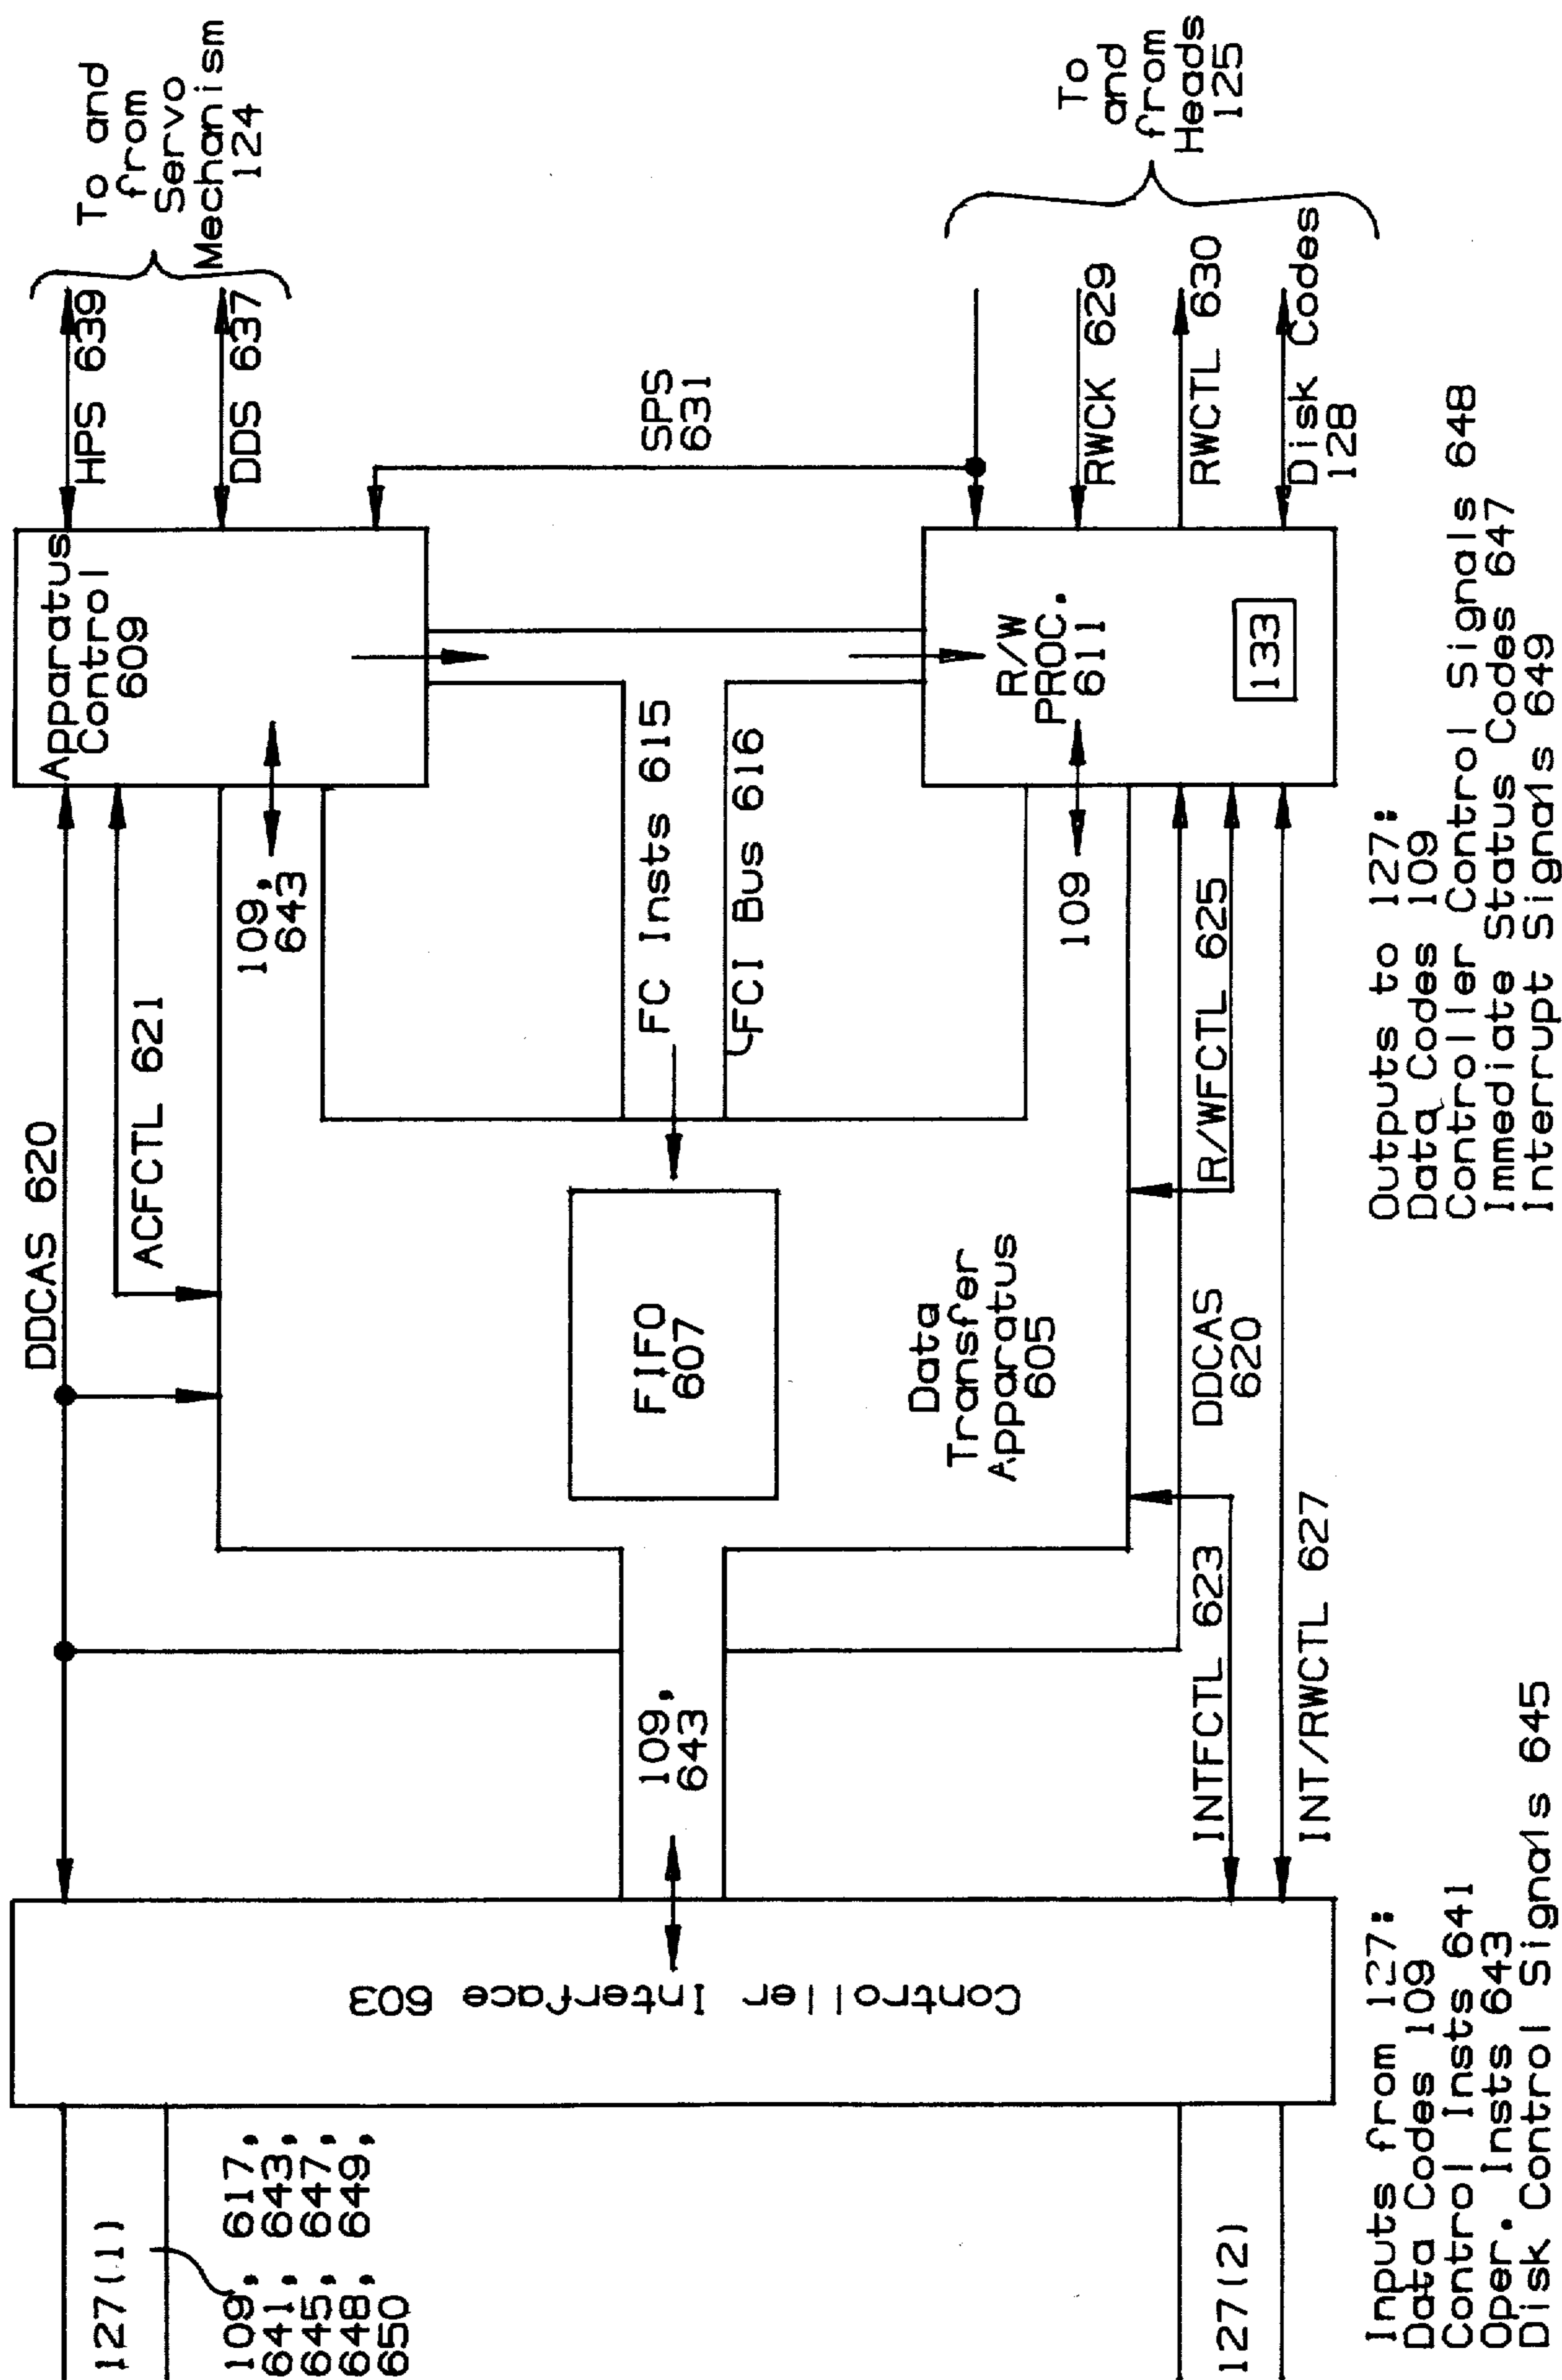 127(1)
109, 617,
641, 643,
645, 647,
648, 649,
650
127(2)
Controller Interface 603
DDCAS 620
ACFCTL 621
109,
643
FIFO
607
Data
Transfer
Apparatus
605
INTFCTL 623
DDCAS
620
INT/RWCTL 627
R/WFCTL 625
109,
643
FC Insts 615
FCI Bus 616
109
Apparatus
Control
609
R/W
PROC.
611
133
HPS 639
DDS 637
SPS
631
RWCK 629
RWCTL 630
Disk Codes
128
To and
from
Servo
Mechanism
124
To
and
from
Heads
125
Inputs from 127:
Data Codes 109
Control Insts 641
Oper. Insts 643
Disk Control Signals 645
Outputs to 127:
Data Codes 109
Controller Control Signals 648
Immediate Status Codes 647
Interrupt Signals 649